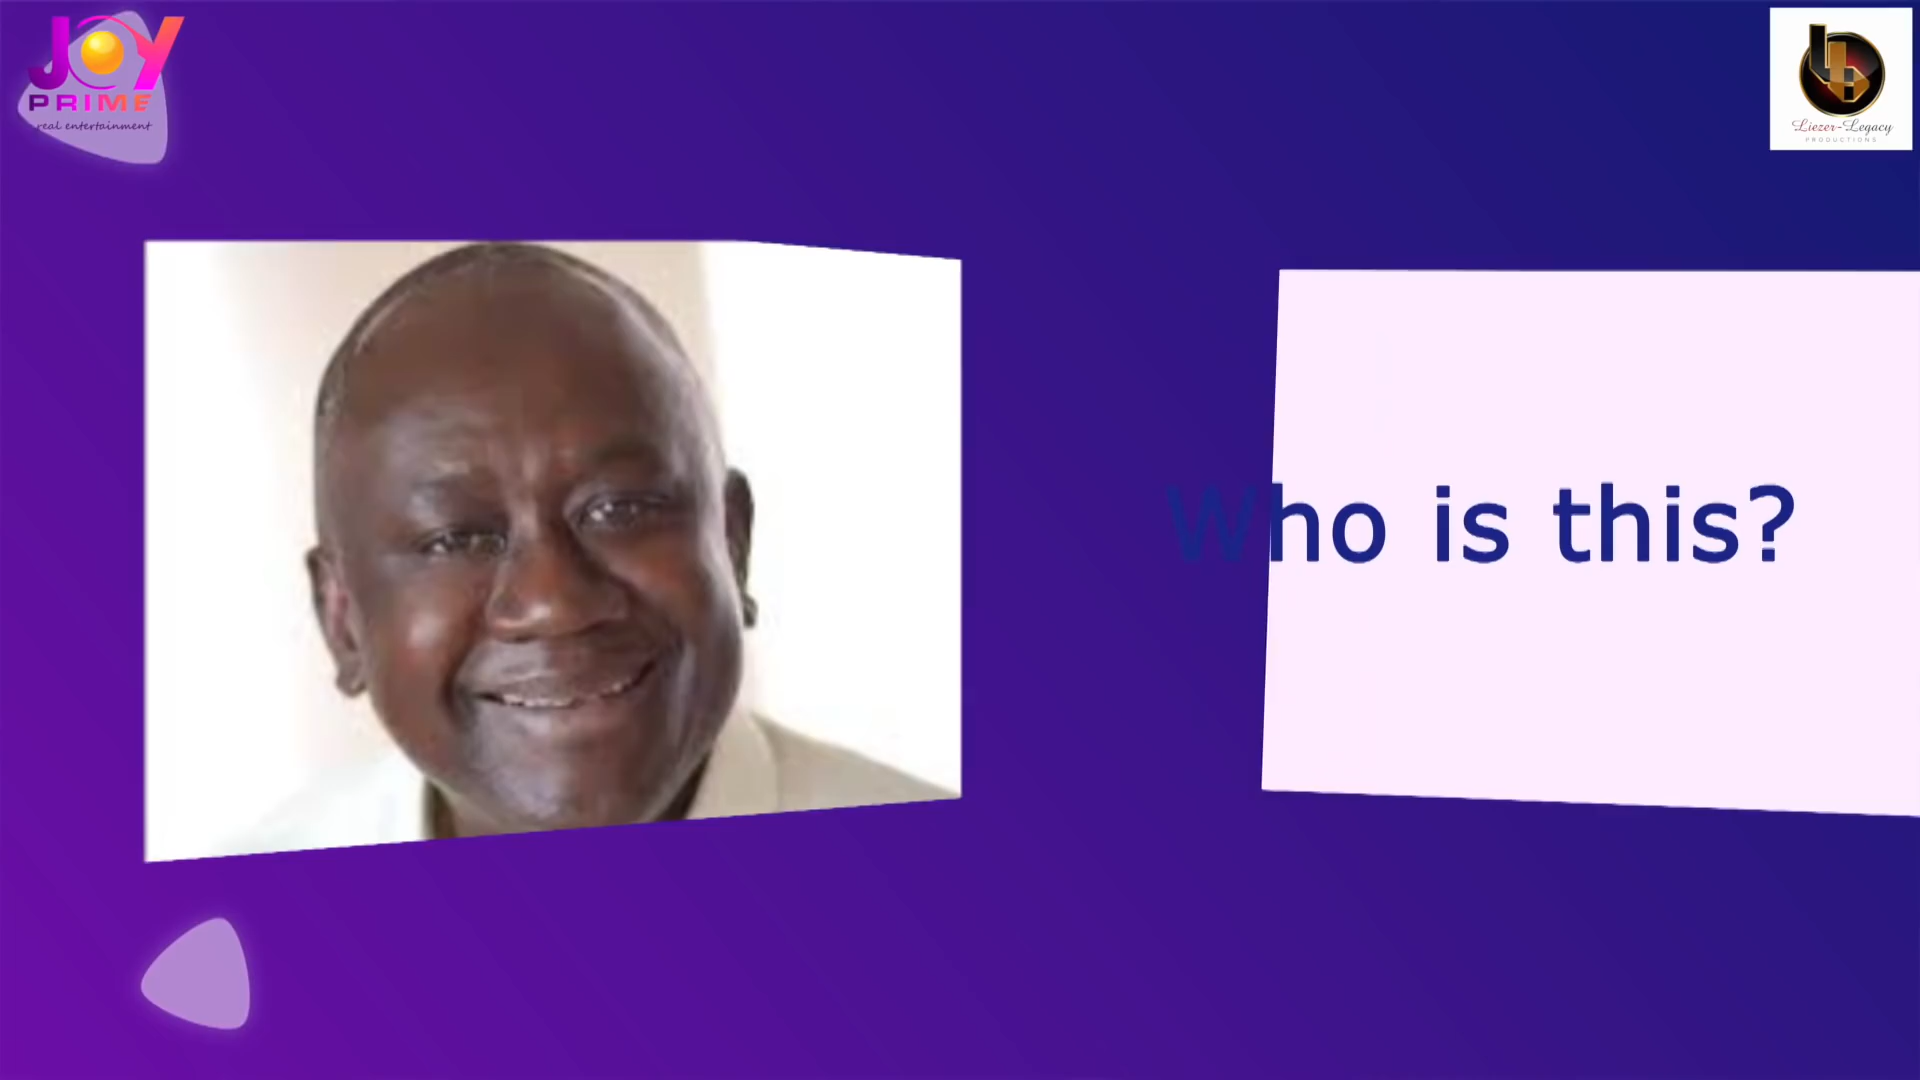 JOY
PRIME
real entertainment
Liezer-Legacy
PRODUCTIONS
Who is this?